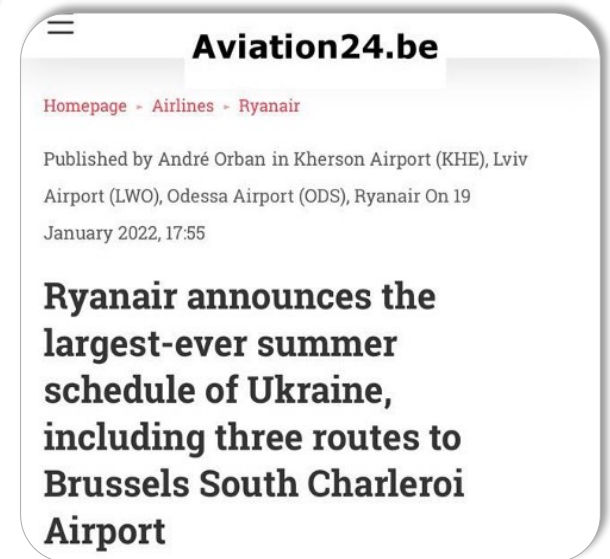 Aviation24.be
Homepage - Airlines - Ryanair
Published by André Orban in Kherson Airport (KHE), Lviv
Airport (LWO), Odessa Airport (ODS), Ryanair On 19
January 2022, 17:55
Ryanair announces the
largest-ever summer
schedule of Ukraine,
including three routes to
Brussels South Charleroi
Airport